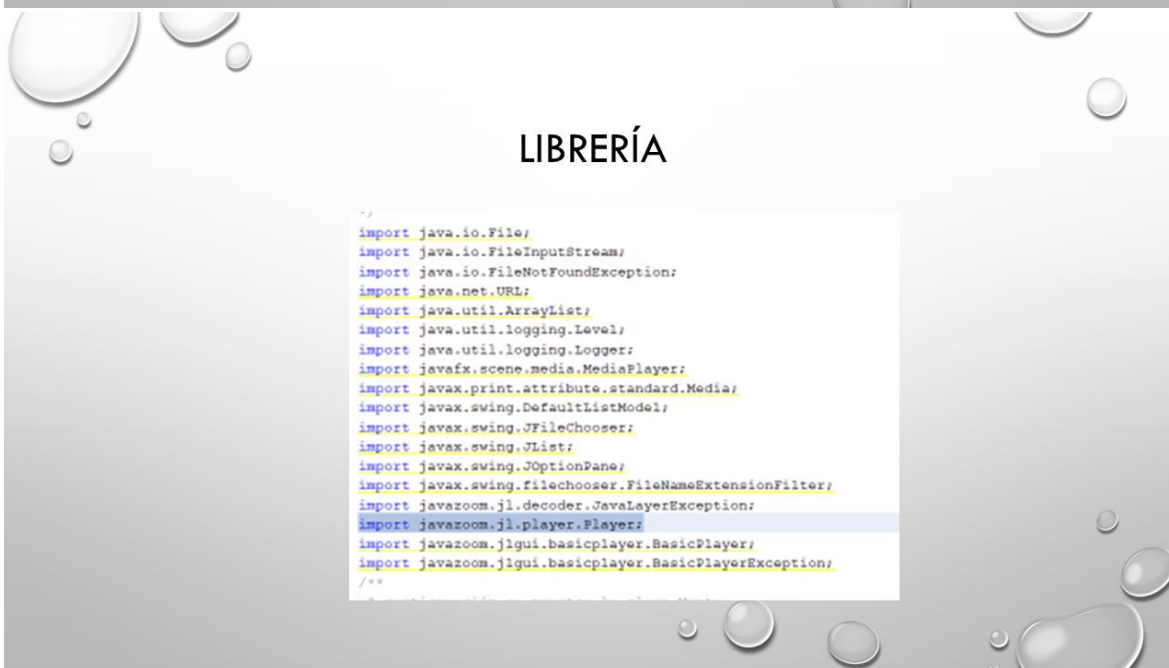 LIBRERÍA
*/
import java.io.File;
import java.io.FileInputStream;
import java.io.FileNotFoundException;
import java.net.URL;
import java.util.ArrayList;
import java.util.logging.Level;
import java.util.logging.Logger;
import javafx.scene.media.MediaPlayer;
import javax.print.attribute.standard.Media;
import javax.swing.DefaultListModel;
import javax.swing.JFileChooser;
import javax.swing.JList;
import javax.swing.JOptionPane;
import javax.swing.filechooser.FileNameExtensionFilter;
import javazoom.jl.decoder.JavaLayerException;
import javazoom.jl.player.Player;
import javazoom.jlgui.basicplayer.BasicPlayer;
import javazoom.jlgui.basicplayer.BasicPlayerException;
/**